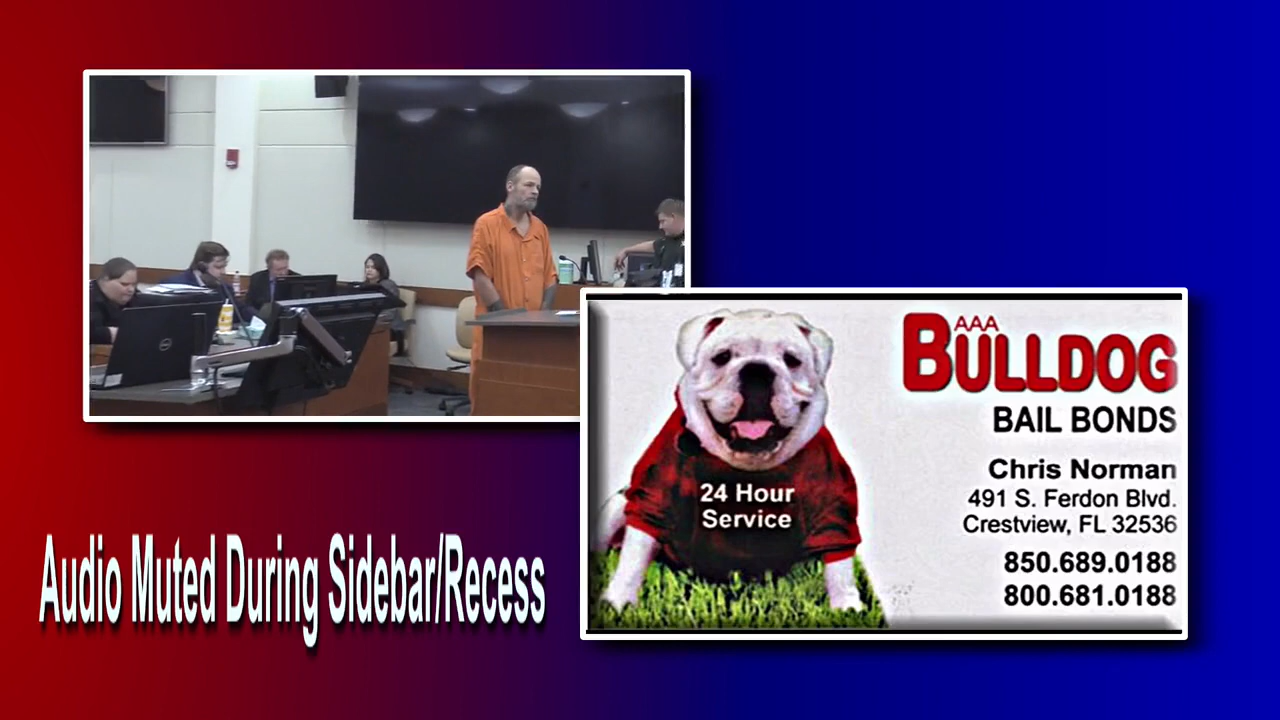 AAA
BULLDOG
BAIL BONDS
Chris Norman
491 S. Ferdon Blvd.
Crestview, FL 32536
850.689.0188
800.681.0188
24 Hour
Service
Audio Muted During Sidebar/Recess